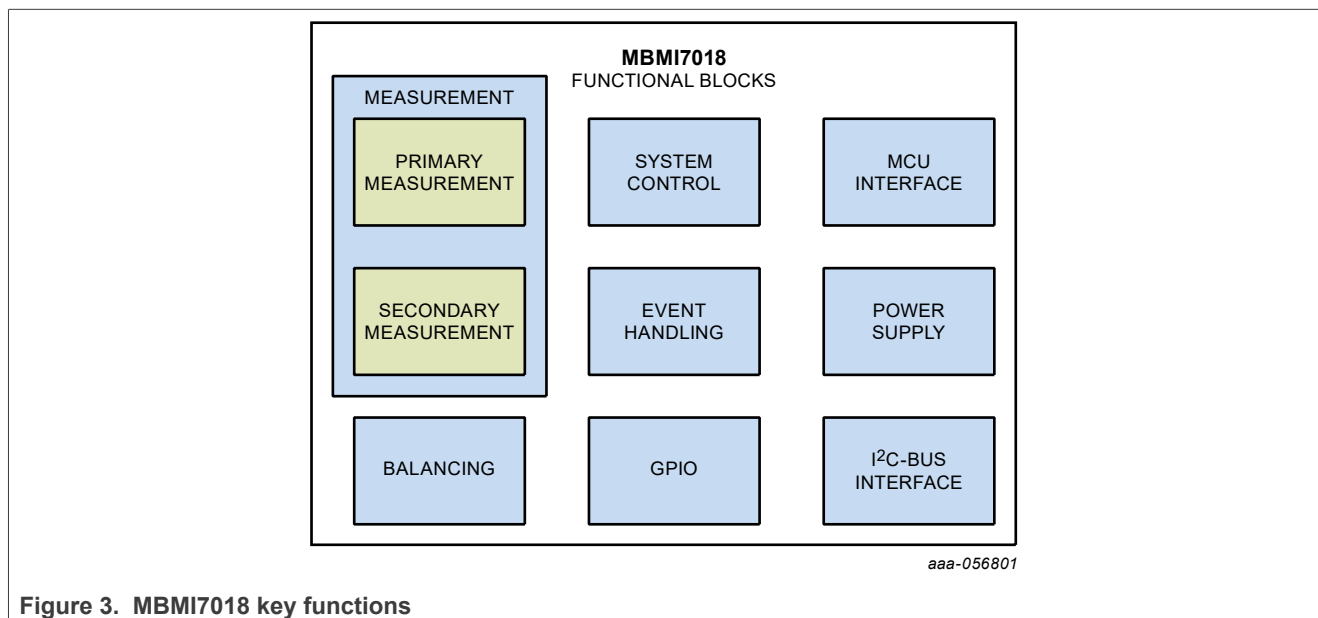 MBMI7018
FUNCTIONAL BLOCKS
MEASUREMENT
PRIMARY
MEASUREMENT
SYSTEM
CONTROL
MCU
INTERFACE
SECONDARY
MEASUREMENT
EVENT
HANDLING
POWER
SUPPLY
BALANCING
GPIO
I²C-BUS
INTERFACE
aaa-056801
Figure 3. MBMI7018 key functions